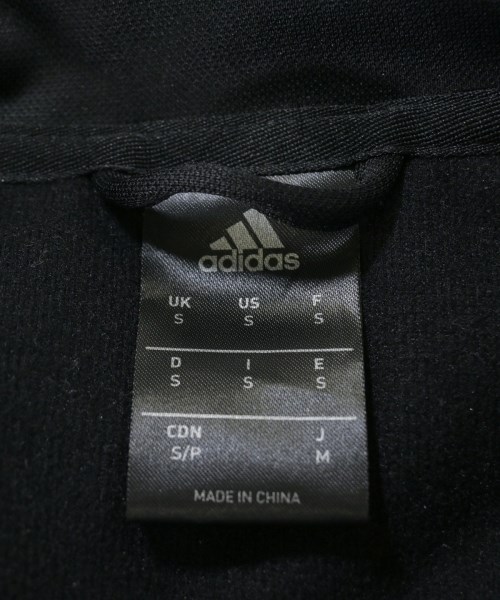 adidas
UK US F
S S S
D I E
S S S
CDN J
S/P M
MADE IN CHINA